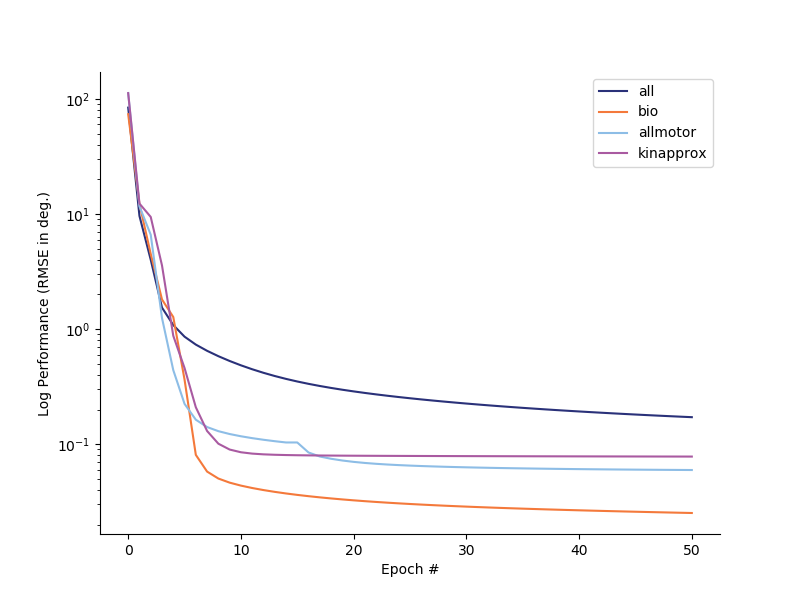 all
bio
allmotor
kinapprox
10²
10¹
10⁰
10⁻¹
Log Performance (RMSE in deg.)
0 10 20 30 40 50
Epoch #